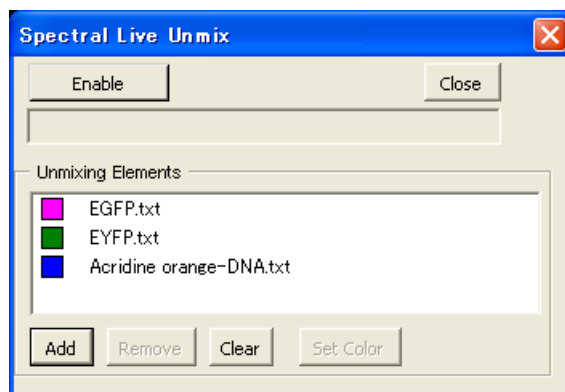 Spectral Live Unmix
Enable Close
Unmixing Elements
EGFP.txt
EYFP.txt
Acridine orange-DNA.txt
Add Remove Clear Set Color